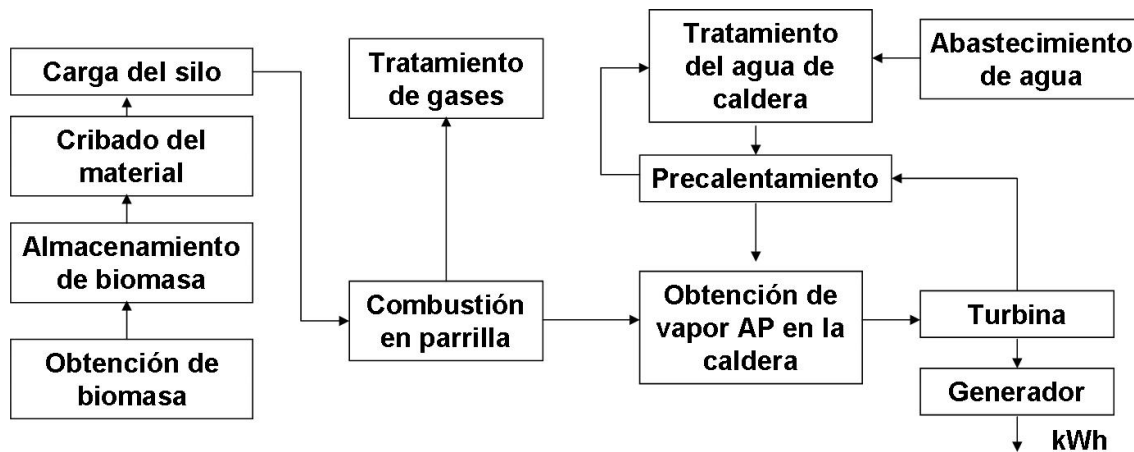 Carga del silo
Cribado del
material
Almacenamiento
de biomasa
Obtención de
biomasa
Tratamiento
de gases
Combustión
en parrilla
Tratamiento
del agua de
caldera
Abastecimiento
de agua
Precalentamiento
Obtención de
vapor AP en la
caldera
Turbina
Generador
kWh